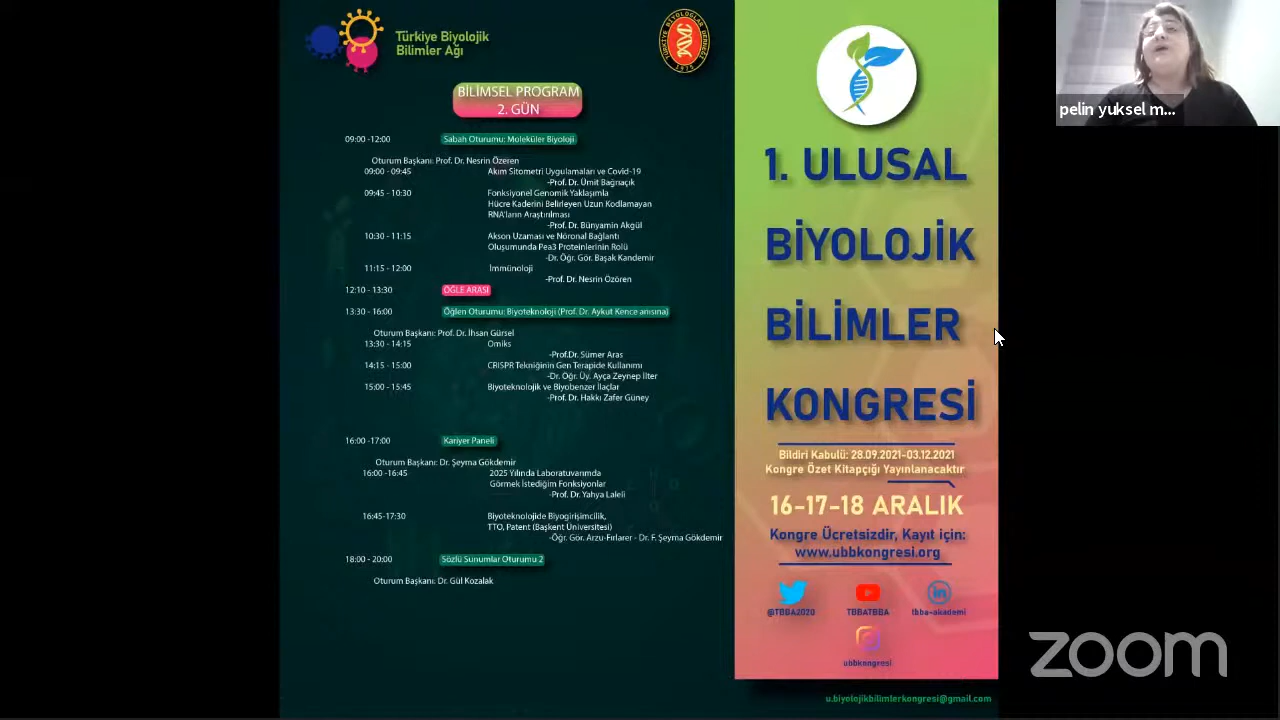 Türkiye Biyolojik
Bilimler Ağı
TÜRKİYE BİYOLOGLAR DERNEĞİ
1975
BİLİMSEL PROGRAM
2. GÜN
09:00 -12:00 Sabah Oturumu: Moleküler Biyoloji
Oturum Başkanı: Prof. Dr. Nesrin Özeren
09:00 - 09:45 Akım Sitometri Uygulamaları ve Covid-19
-Prof. Dr. Ümit Bağrıaçık
09:45 - 10:30 Fonksiyonel Genomik Yaklaşımla
Hücre Kaderini Belirleyen Uzun Kodlamayan
RNA'ların Araştırılması
-Prof. Dr. Bünyamin Akgül
10:30 - 11:15 Akson Uzaması ve Nöronal Bağlantı
Oluşumunda Pea3 Proteinlerinin Rolü
-Dr. Öğr. Gör. Başak Kandemir
11:15 - 12:00 İmmünoloji
-Prof. Dr. Nesrin Özören
12:10 - 13:30 ÖĞLE ARASI
13:30 - 16:00 Öğlen Oturumu: Biyoteknoloji (Prof. Dr. Aykut Kence anısına)
Oturum Başkanı: Prof. Dr. İhsan Gürsel
13:30 - 14:15 Omiks
-Prof.Dr. Sümer Aras
14:15 - 15:00 CRISPR Tekniğinin Gen Terapide Kullanımı
-Dr. Öğr. Üy. Ayça Zeynep İlter
15:00 - 15:45 Biyoteknolojik ve Biyobenzer İlaçlar
-Prof. Dr. Hakkı Zafer Güney
16:00-17:00 Kariyer Paneli
Oturum Başkanı: Dr. Şeyma Gökdemir
16:00 -16:45 2025 Yılında Laboratuvarımda
Görmek İstediğim Fonksiyonlar
-Prof. Dr. Yahya Laleli
16:45-17:30 Biyoteknolojide Biyogirişimcilik,
TTO, Patent (Başkent Üniversitesi)
-Öğr. Gör. Arzu-Fırlarer - Dr. F. Şeyma Gökdemir
18:00 - 20:00 Sözlü Sunumlar Oturumu 2
Oturum Başkanı: Dr. Gül Kozalak
1. ULUSAL
BİYOLOJİK
BİLİMLER
KONGRESİ
Bildiri Kabulü: 28.09.2021-03.12.2021
Kongre Özet Kitapçığı Yayınlanacaktır
16-17-18 ARALIK
Kongre Ücretsizdir, Kayıt için:
www.ubbkongresi.org
@TBBA2020 TBBATBBA tbba-akademi
ubbkongresi
u.biyolojikbilimlerkongresi@gmail.com
pelin yuksel m...
zoom